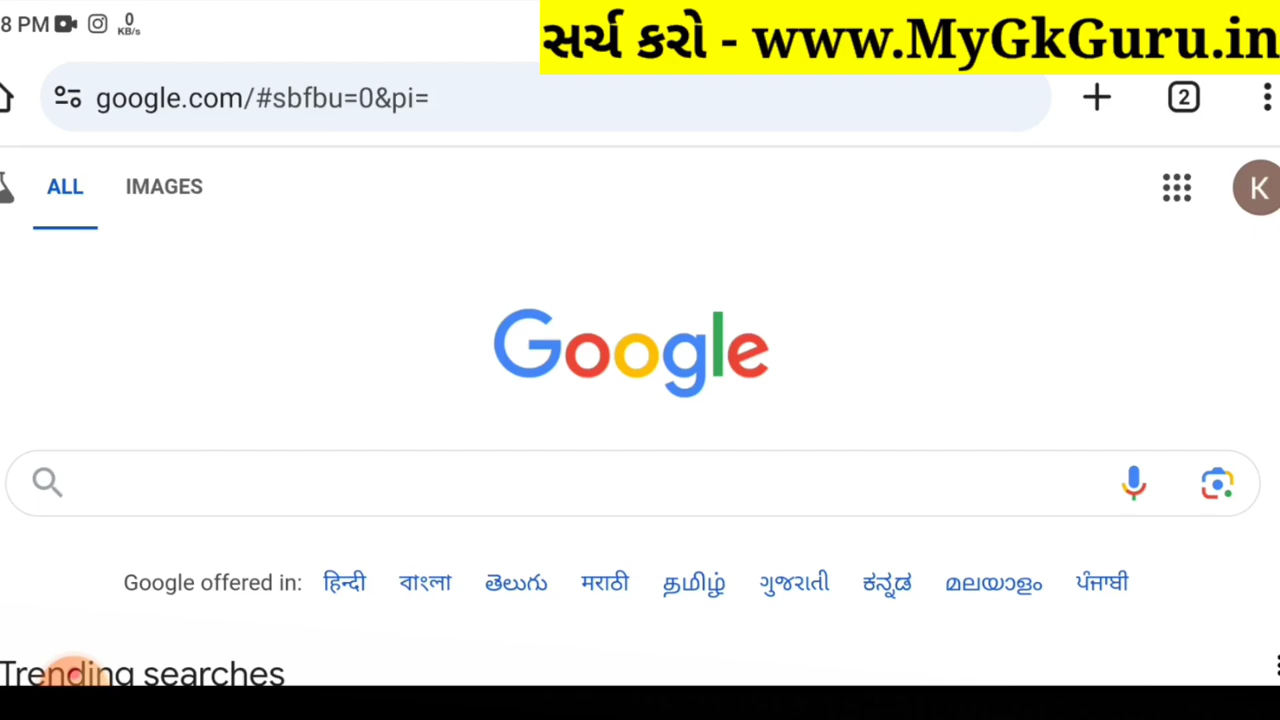 8 PM 0 KB/s
સર્ચ કરો - www.MyGkGuru.in
google.com/#sbfbu=0&pi=
2
ALL IMAGES
K
Google
Google offered in: हिन्दी বাংলা తెలుగు मराठी தமிழ் ગુજરાતી ಕನ್ನಡ മലയാളം ਪੰਜਾਬੀ
Trending searches